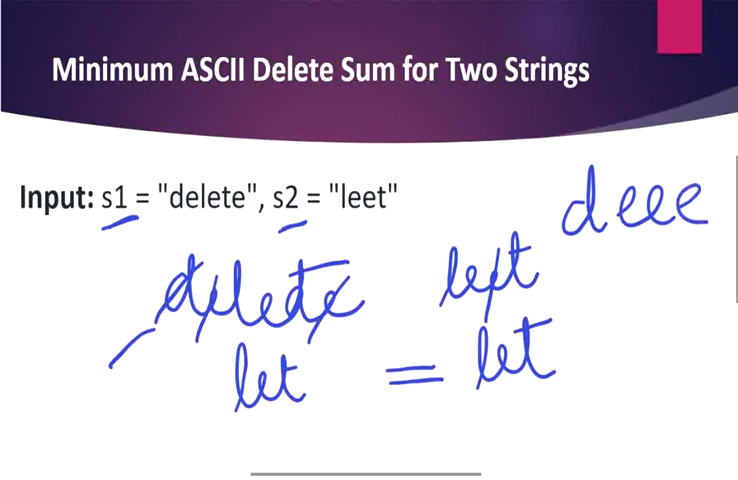 Minimum ASCII Delete Sum for Two Strings
Input: s1 = "delete", s2 = "leet"
deee
delete leet
let = let